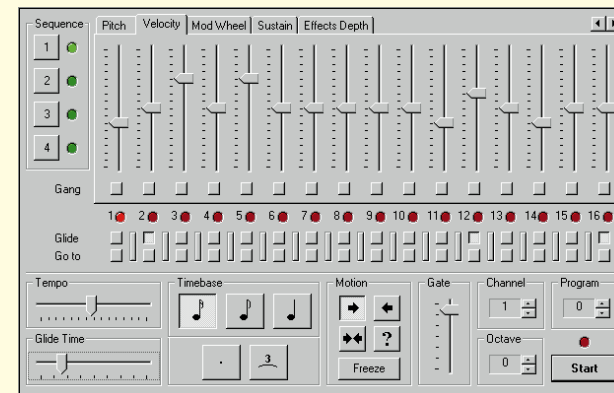 Sequence Pitch Velocity Mod Wheel Sustain Effects Depth
1
2
3
4
Gang
1 2 3 4 5 6 7 8 9 10 11 12 13 14 15 16
Glide
Go to
Tempo Timebase Motion Gate Channel Program
3
?
Freeze
1 0
Glide Time Octave
0
Start